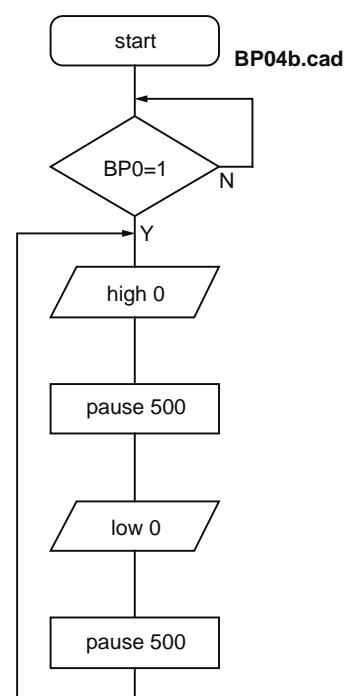 start
BP04b.cad
BP0=1
N
Y
high 0
pause 500
low 0
pause 500